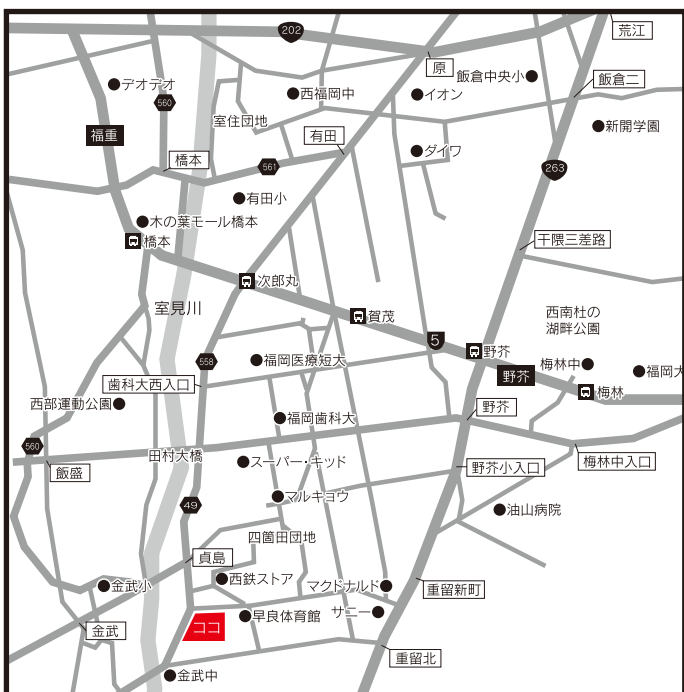 荒江
202
原
飯倉中央小
デオデオ
飯倉二
西福岡中
イオン
560
室住団地
新開学園
福重
有田
ダイワ
橋本
561
263
有田小
木の葉モール橋本
橋本
干隈三差路
次郎丸
室見川
西南杜の
湖畔公園
賀茂
5
野芥
558
福岡医療短大
梅林中
福岡大
野芥
歯科大西入口
梅林
西部運動公園
野芥
福岡歯科大
560
田村大橋
スーパー・キッド
飯盛
野芥小入口
梅林中入口
マルキョウ
49
油山病院
四箇田団地
貞島
西鉄ストア
金武小
マクドナルド
重留新町
サニー
早良体育館
ココ
金武
重留北
金武中